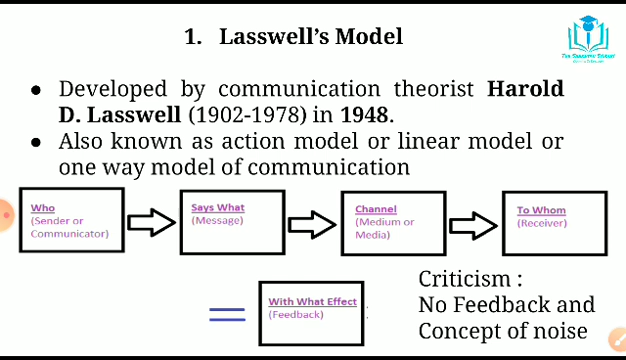 1. Lasswell's Model
● Developed by communication theorist Harold
D. Lasswell (1902-1978) in 1948.
● Also known as action model or linear model or
one way model of communication
Who
(Sender or
Communicator)
Says What
(Message)
Channel
(Medium or
Media)
To Whom
(Receiver)
=
With What Effect
(Feedback)
Criticism :
No Feedback and
Concept of noise